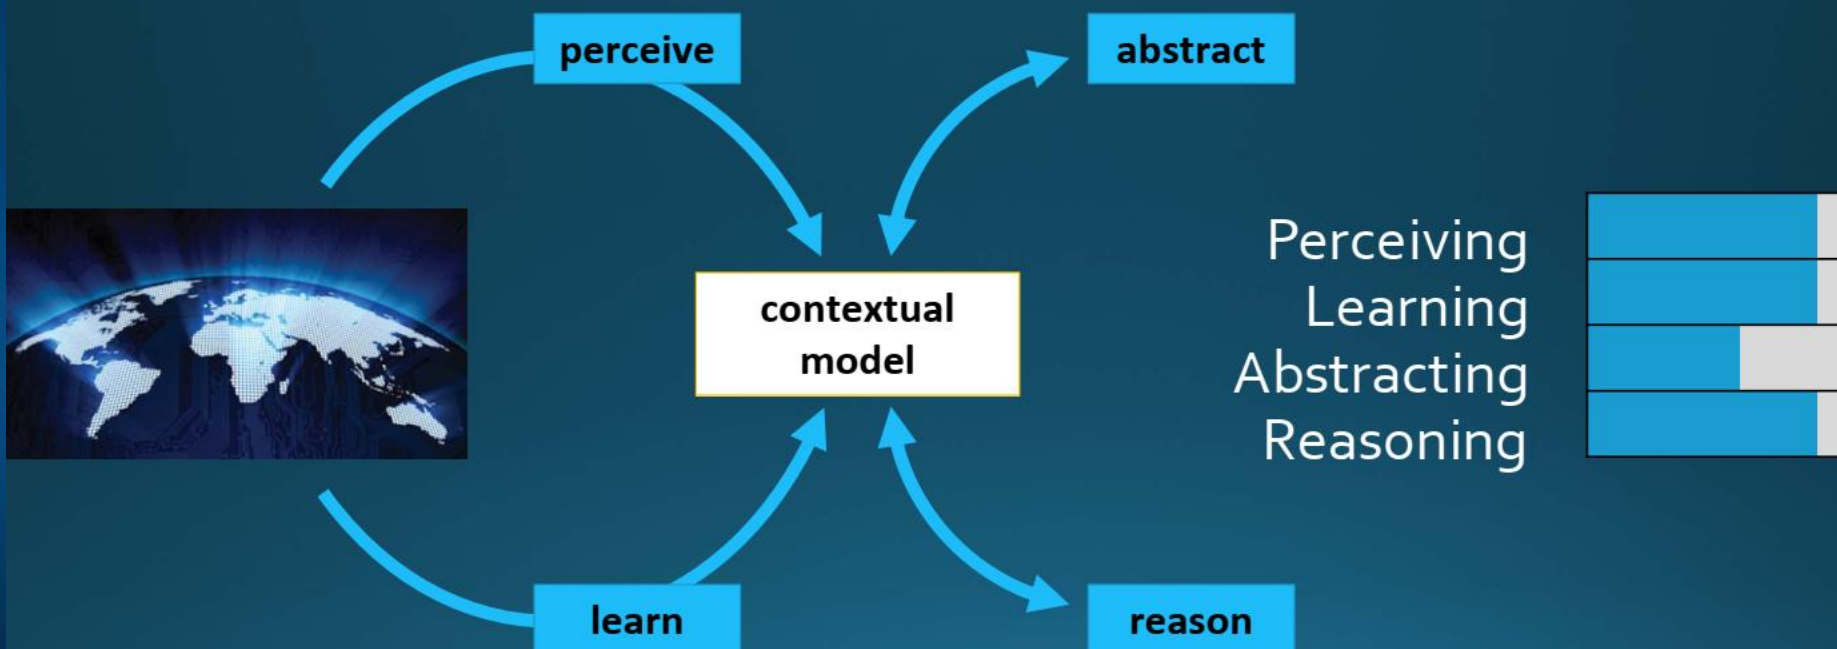 perceive
abstract
contextual
model
learn
reason
Perceiving
Learning
Abstracting
Reasoning